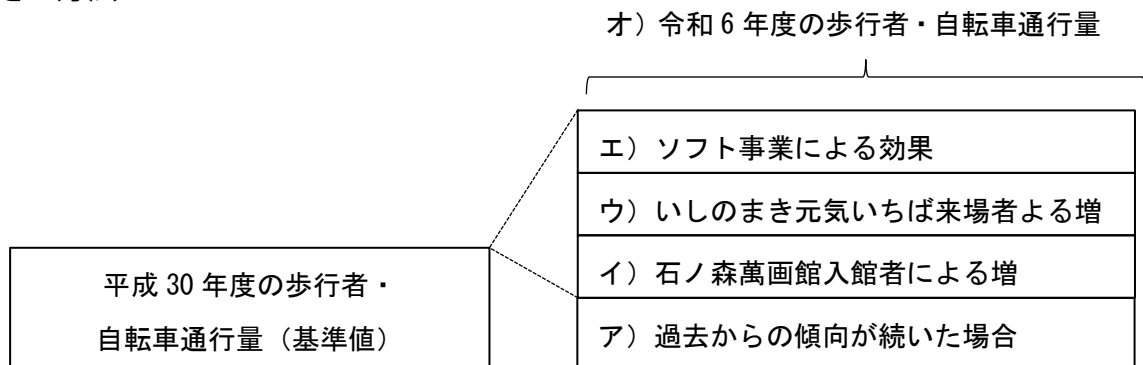 オ）令和６年度の歩行者・自転車通行量
エ）ソフト事業による効果
ウ）いしのまき元気いちば来場者よる増
イ）石ノ森萬画館入館者による増
ア）過去からの傾向が続いた場合
平成 30 年度の歩行者・
自転車通行量（基準値）